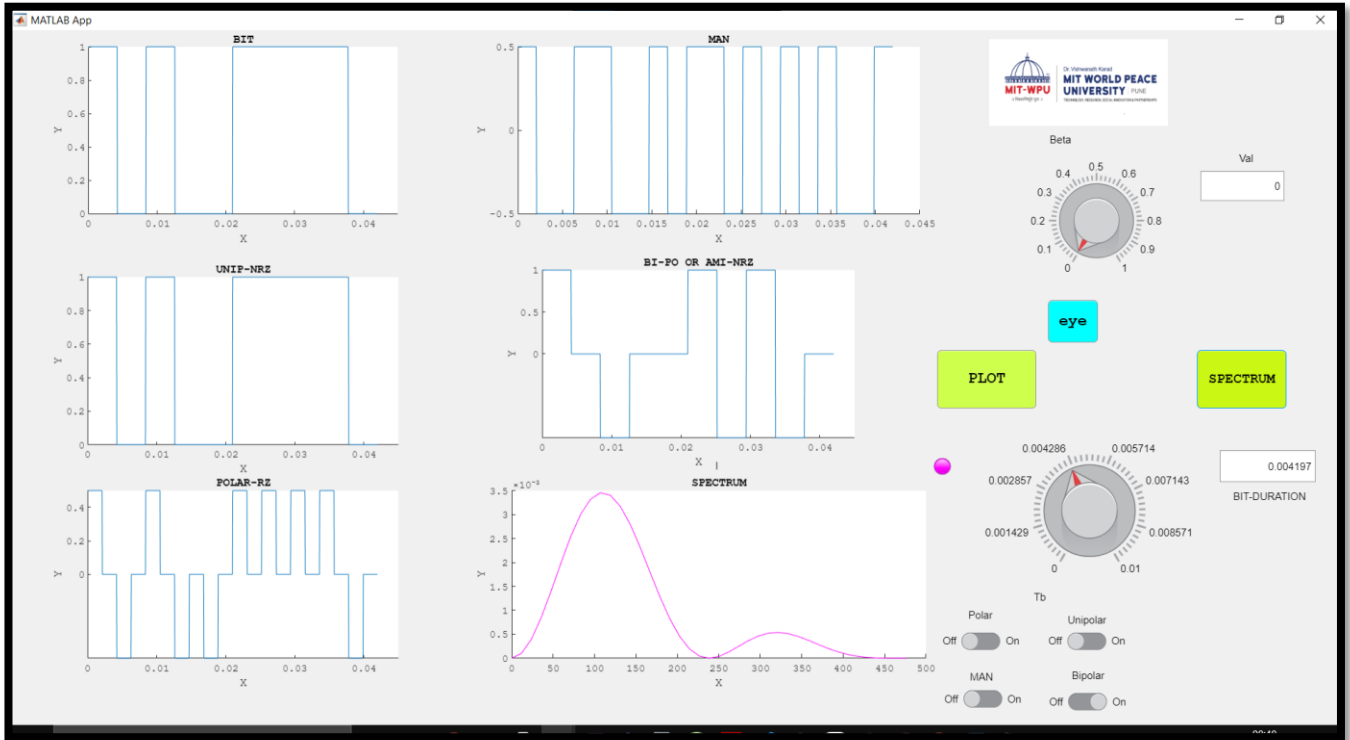 MATLAB App
BIT
1
0.8
0.6
0.4
0.2
0
Y
0 0.01 0.02 0.03 0.04
X
MAN
0.5
0
-0.5
Y
0 0.005 0.01 0.015 0.02 0.025 0.03 0.035 0.04 0.045
X
UNIP-NRZ
1
0.8
0.6
0.4
0.2
0
Y
0 0.01 0.02 0.03 0.04
X
BI-PO OR AMI-NRZ
1
0.5
0
Y
0 0.01 0.02 0.03 0.04
X
POLAR-RZ
0.4
0.2
0
Y
0 0.01 0.02 0.03 0.04
X
SPECTRUM
×10⁻³
3.5
3
2.5
2
1.5
1
0.5
0
Y
0 50 100 150 200 250 300 350 400 450 500
X
MIT-WPU
Dr. Vishwanath Karad
MIT WORLD PEACE
UNIVERSITY PUNE
Beta
0 0.1 0.2 0.3 0.4 0.5 0.6 0.7 0.8 0.9 1
Val
0
eye
PLOT
SPECTRUM
0 0.001429 0.002857 0.004286 0.005714 0.007143 0.008571 0.01
Tb
0.004197
BIT-DURATION
Polar
Off On
Unipolar
Off On
MAN
Off On
Bipolar
Off On